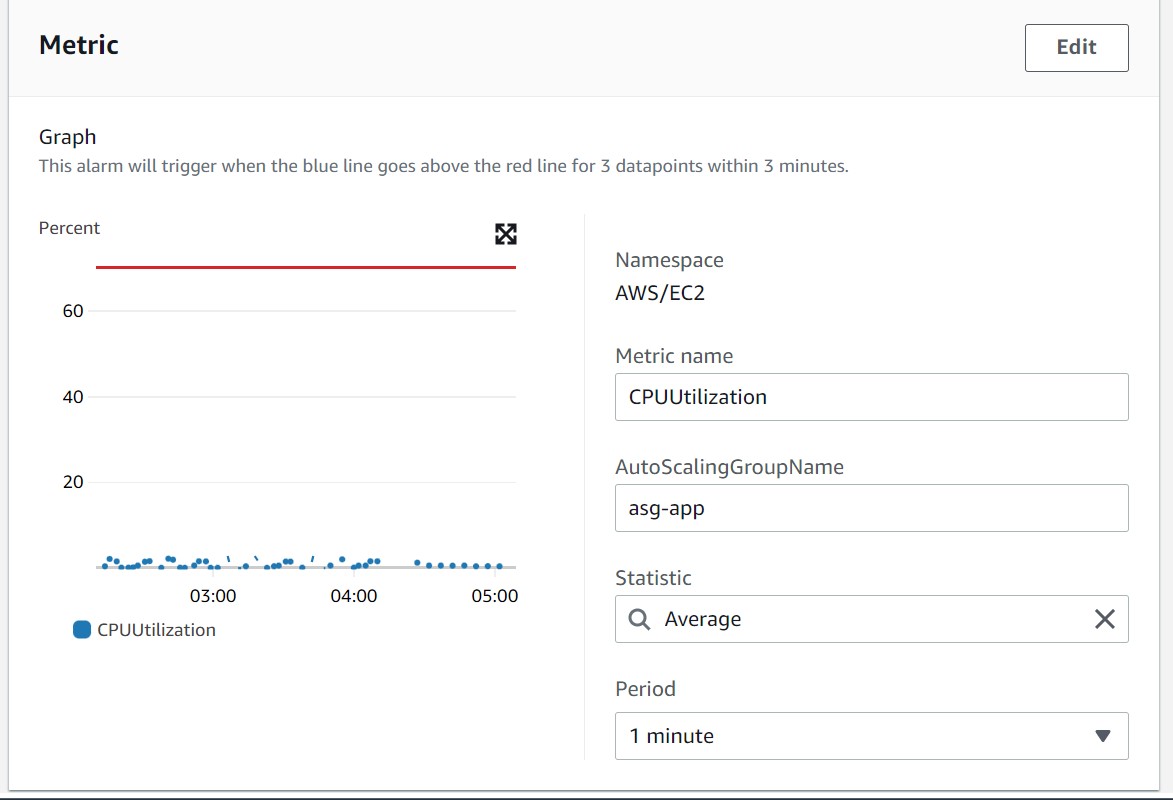 Metric
Edit
Graph
This alarm will trigger when the blue line goes above the red line for 3 datapoints within 3 minutes.
Percent
60
40
20
03:00 04:00 05:00
CPUUtilization
Namespace
AWS/EC2
Metric name
CPUUtilization
AutoScalingGroupName
asg-app
Statistic
Average
Period
1 minute